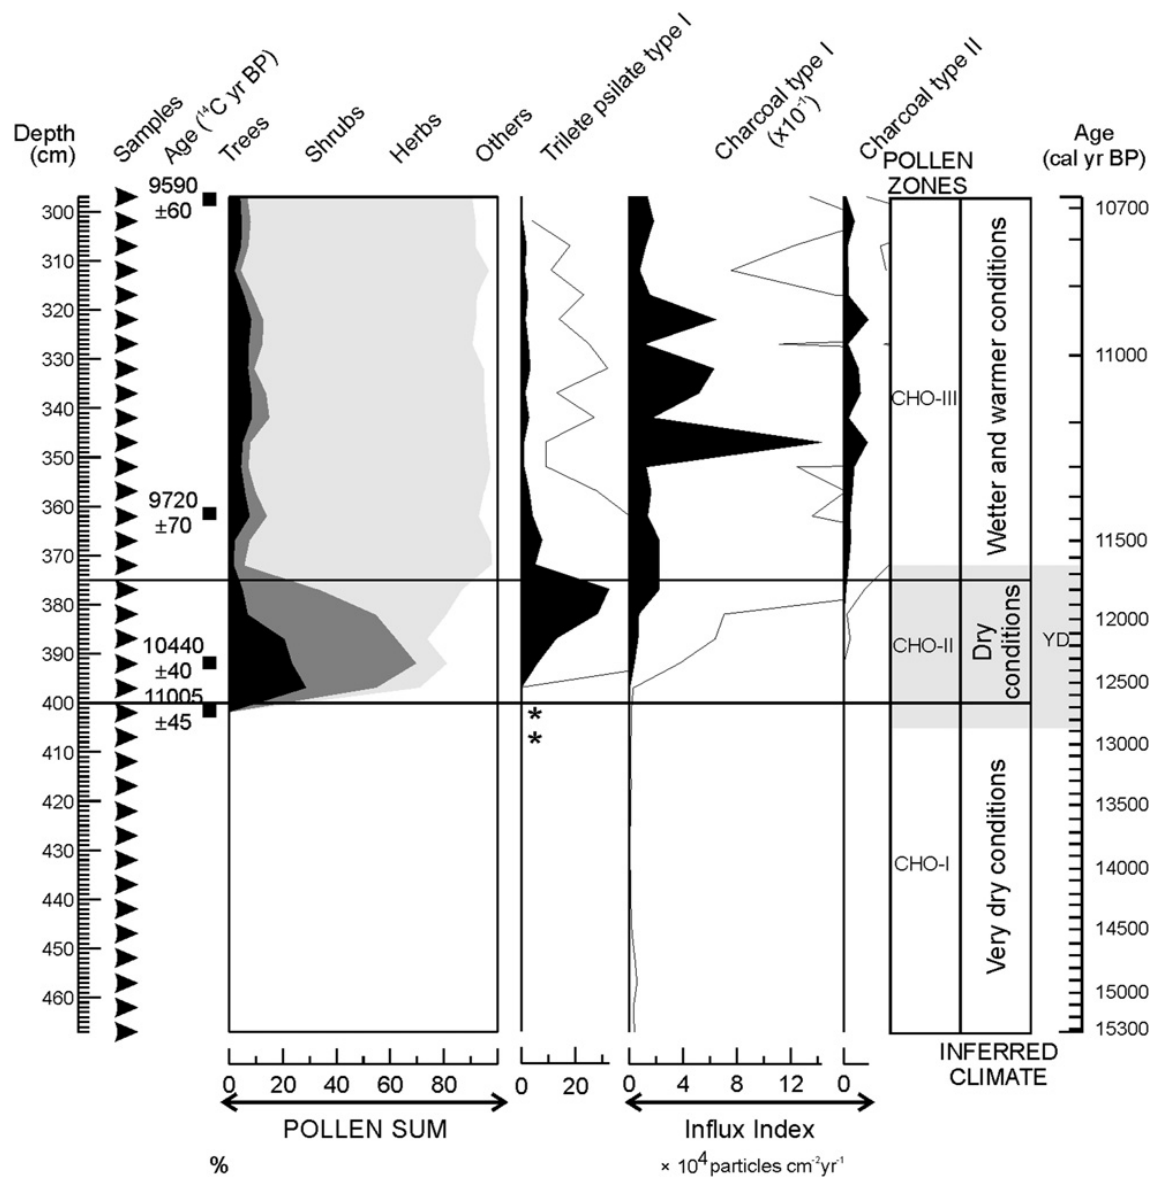 Depth
(cm)
Samples
Age (¹⁴C yr BP)
Trees
Shrubs
Herbs
Others
Trilete psilate type I
Charcoal type I
(x10⁻¹)
Charcoal type II
POLLEN
ZONES
Age
(cal yr BP)
300
310
320
330
340
350
360
370
380
390
400
410
420
430
440
450
460
9590
±60
9720
±70
10440
±40
11005
±45
*
*
CHO-III
CHO-II
CHO-I
Wetter and warmer conditions
Dry
conditions
Very dry conditions
YD
10700
11000
11500
12000
12500
13000
13500
14000
14500
15000
15300
0 20 40 60 80
0 20
0 4 8 12
0
INFERRED
CLIMATE
POLLEN SUM
Influx Index
%
× 10⁴ particles cm⁻²yr⁻¹